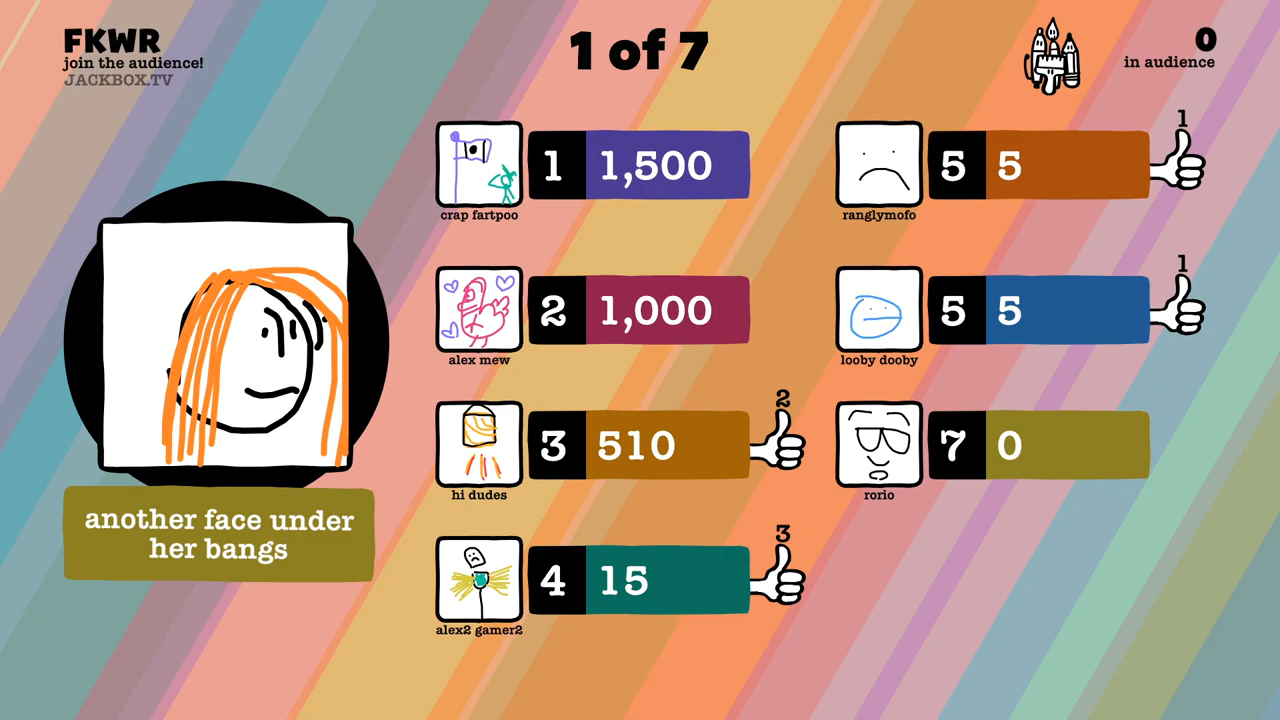 FKWR
join the audience!
JACKBOX.TV
1 of 7
0
in audience
another face under
her bangs
1 1,500
crap fartpoo
2 1,000
alex mew
2
3 510
hi dudes
3
4 15
alex2 gamer2
1
5 5
ranglymofo
1
5 5
looby dooby
7 0
rorio